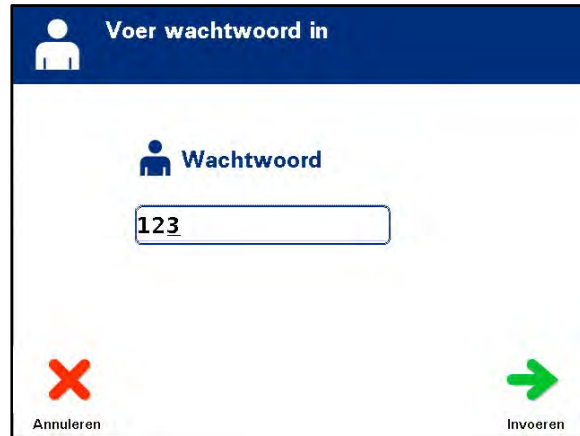 Voer wachtwoord in
Wachtwoord
123
Annuleren
Invoeren